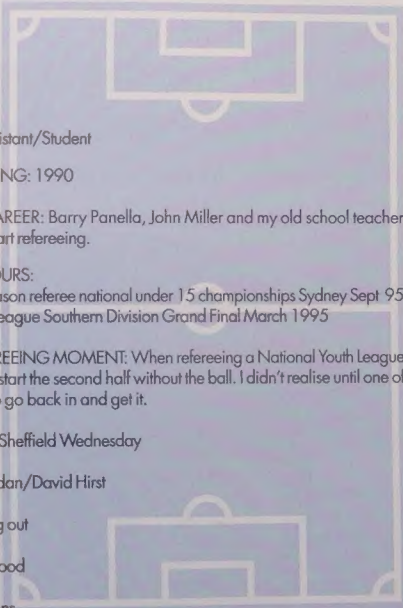 istant/Student
NG: 1990
AREER: Barry Panella, John Miller and my old school teacher
art refereeing.
OURS:
ason referee national under 15 championships Sydney Sept 95
eague Southern Division Grand Final March 1995
REEING MOMENT: When refereeing a National Youth League
start the second half without the ball. I didn't realise until one of
go back in and get it.
Sheffield Wednesday
dan/David Hirst
g out
ood